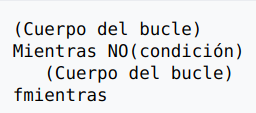 (Cuerpo del bucle)
Mientras NO(condición)
(Cuerpo del bucle)
fmientras